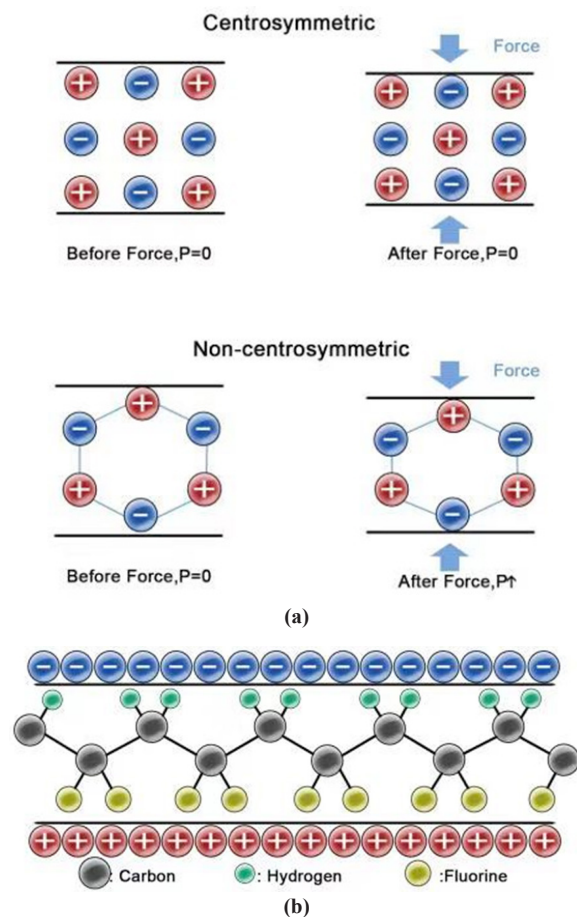 Centrosymmetric
Force
Before Force,P=0
After Force,P=0
Non-centrosymmetric
Force
Before Force,P=0
After Force,P↑
(a)
: Carbon : Hydrogen :Fluorine
(b)